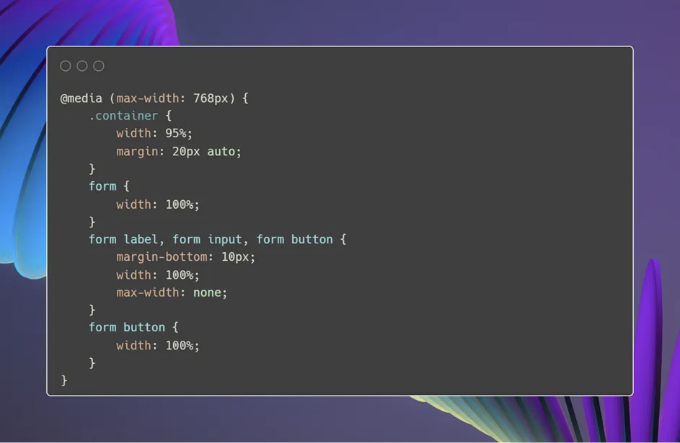 @media (max-width: 768px) {
    .container {
        width: 95%;
        margin: 20px auto;
    }
    form {
        width: 100%;
    }
    form label, form input, form button {
        margin-bottom: 10px;
        width: 100%;
        max-width: none;
    }
    form button {
        width: 100%;
    }
}